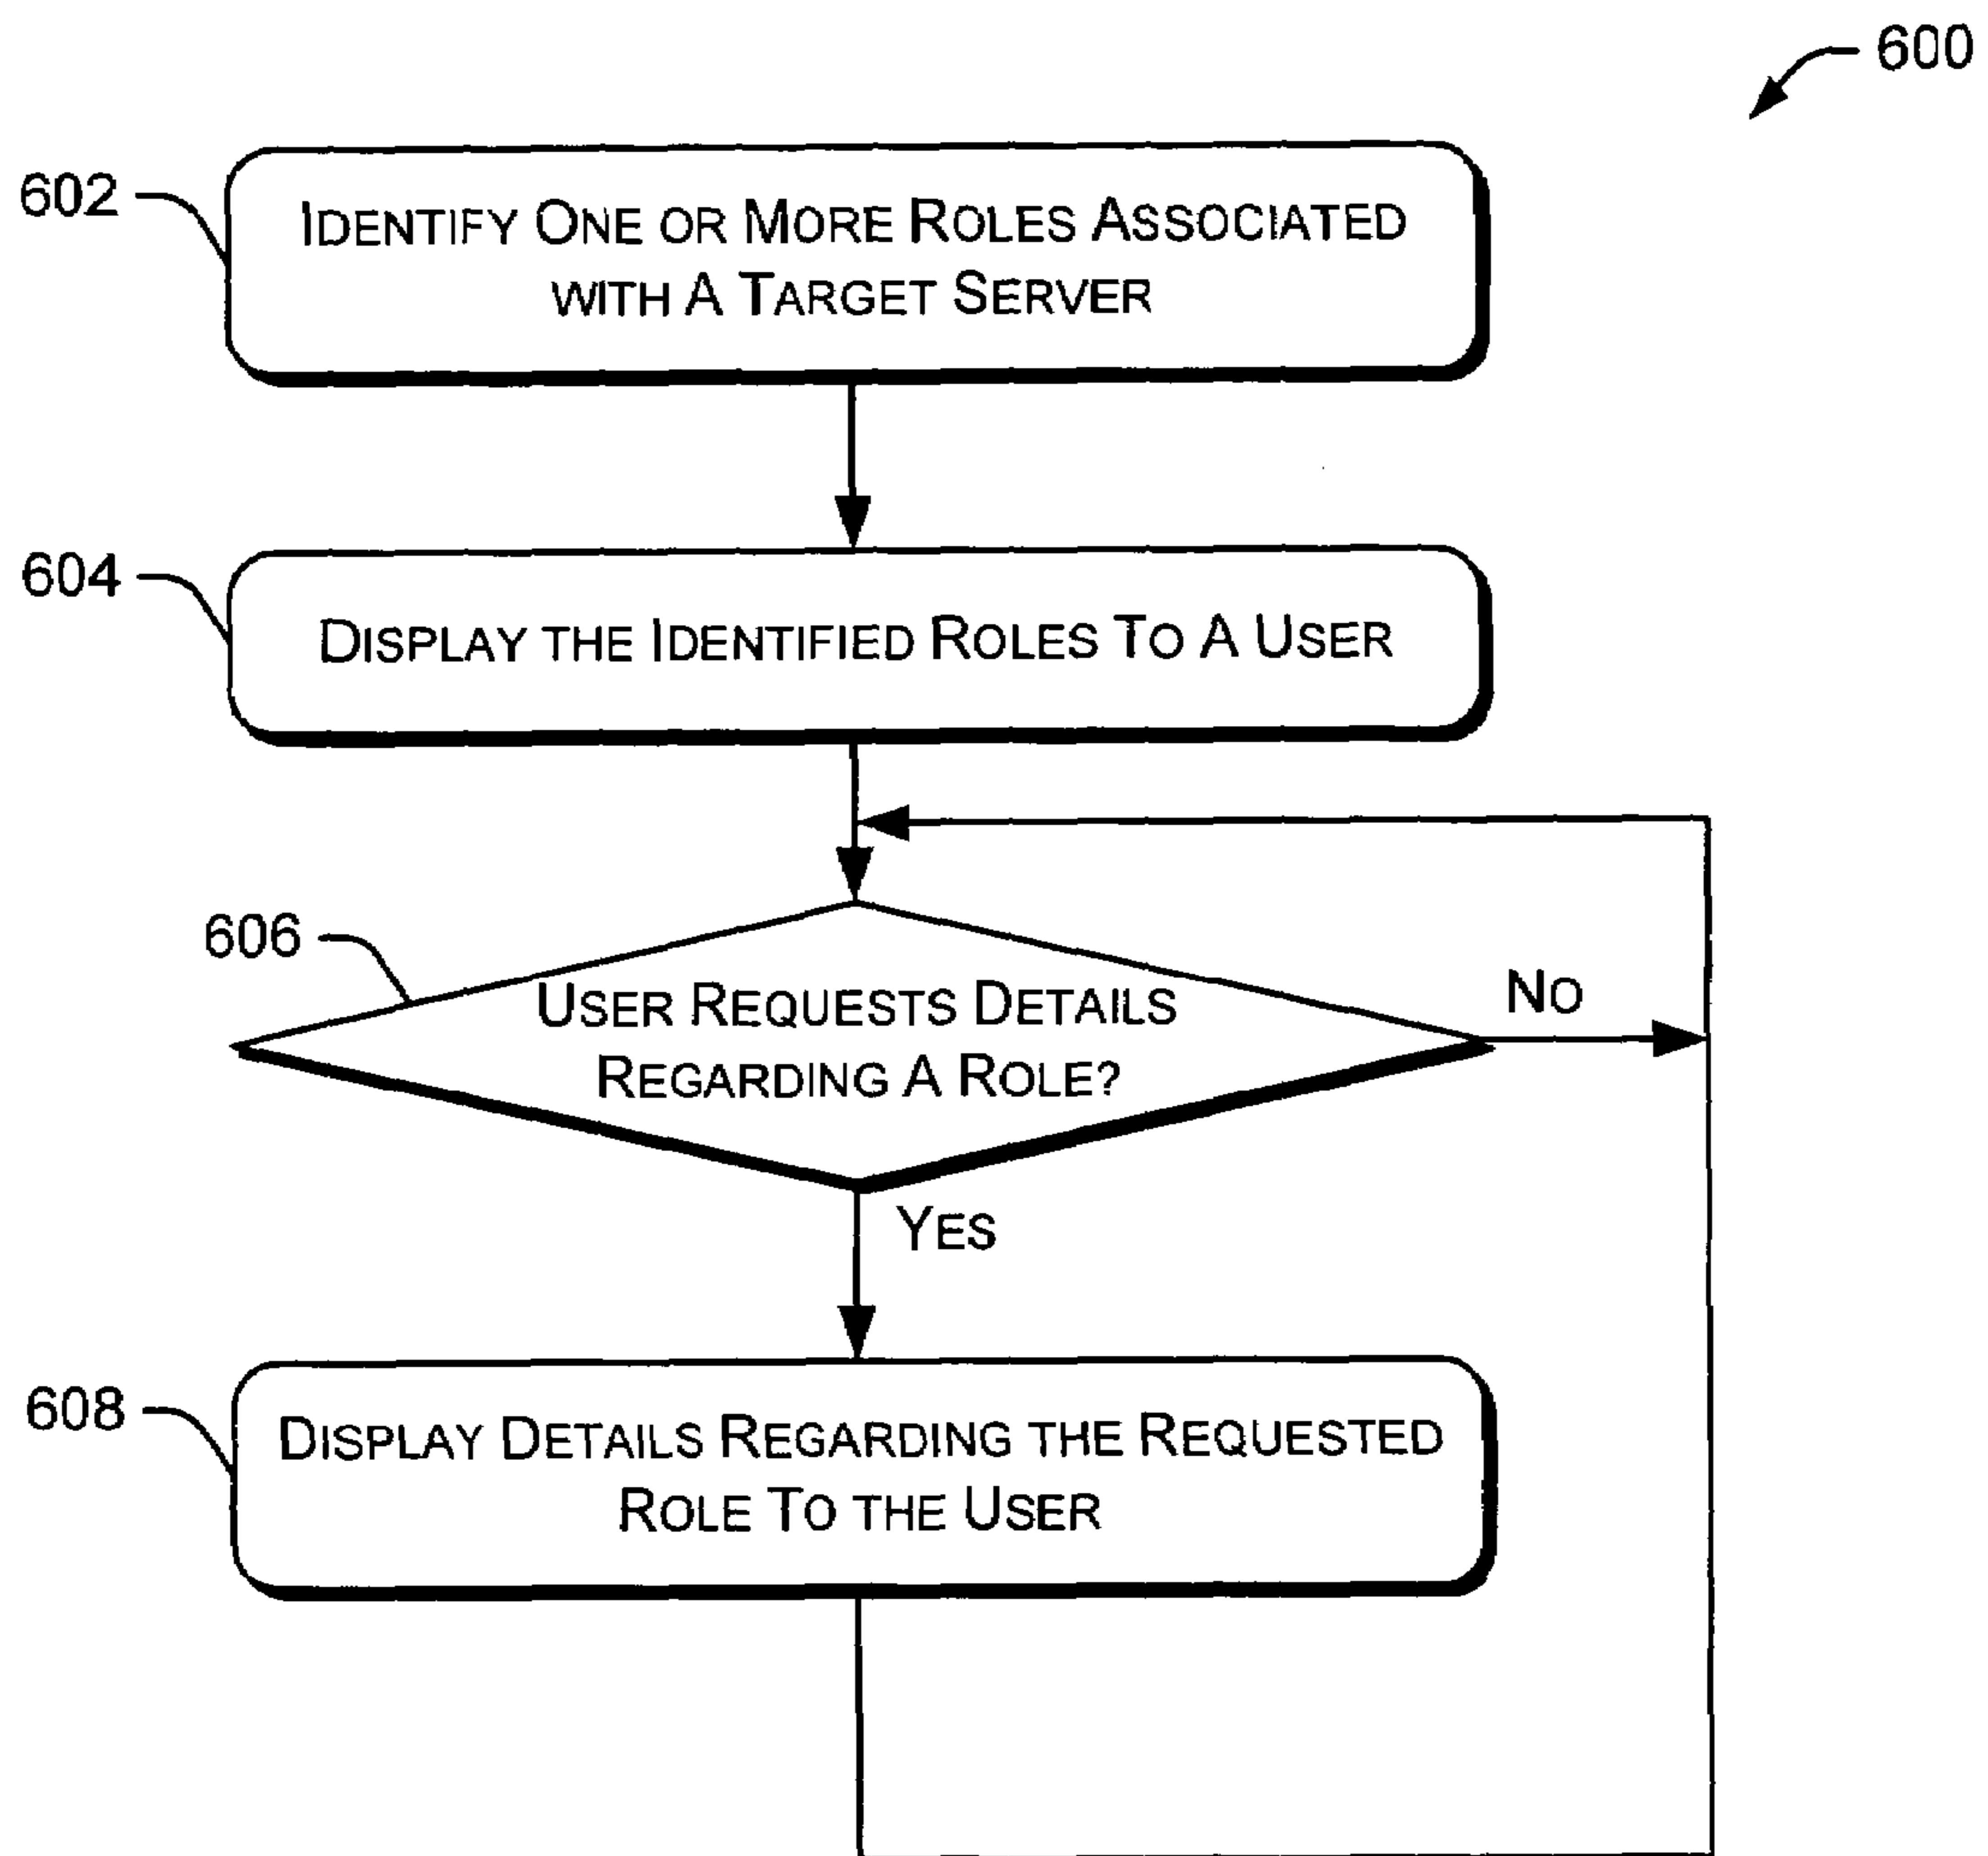 600
602
IDENTIFY ONE OR MORE ROLES ASSOCIATED
WITH A TARGET SERVER
604
DISPLAY THE IDENTIFIED ROLES TO A USER
606
USER REQUESTS DETAILS
REGARDING A ROLE?
NO
YES
608
DISPLAY DETAILS REGARDING THE REQUESTED
ROLE TO THE USER